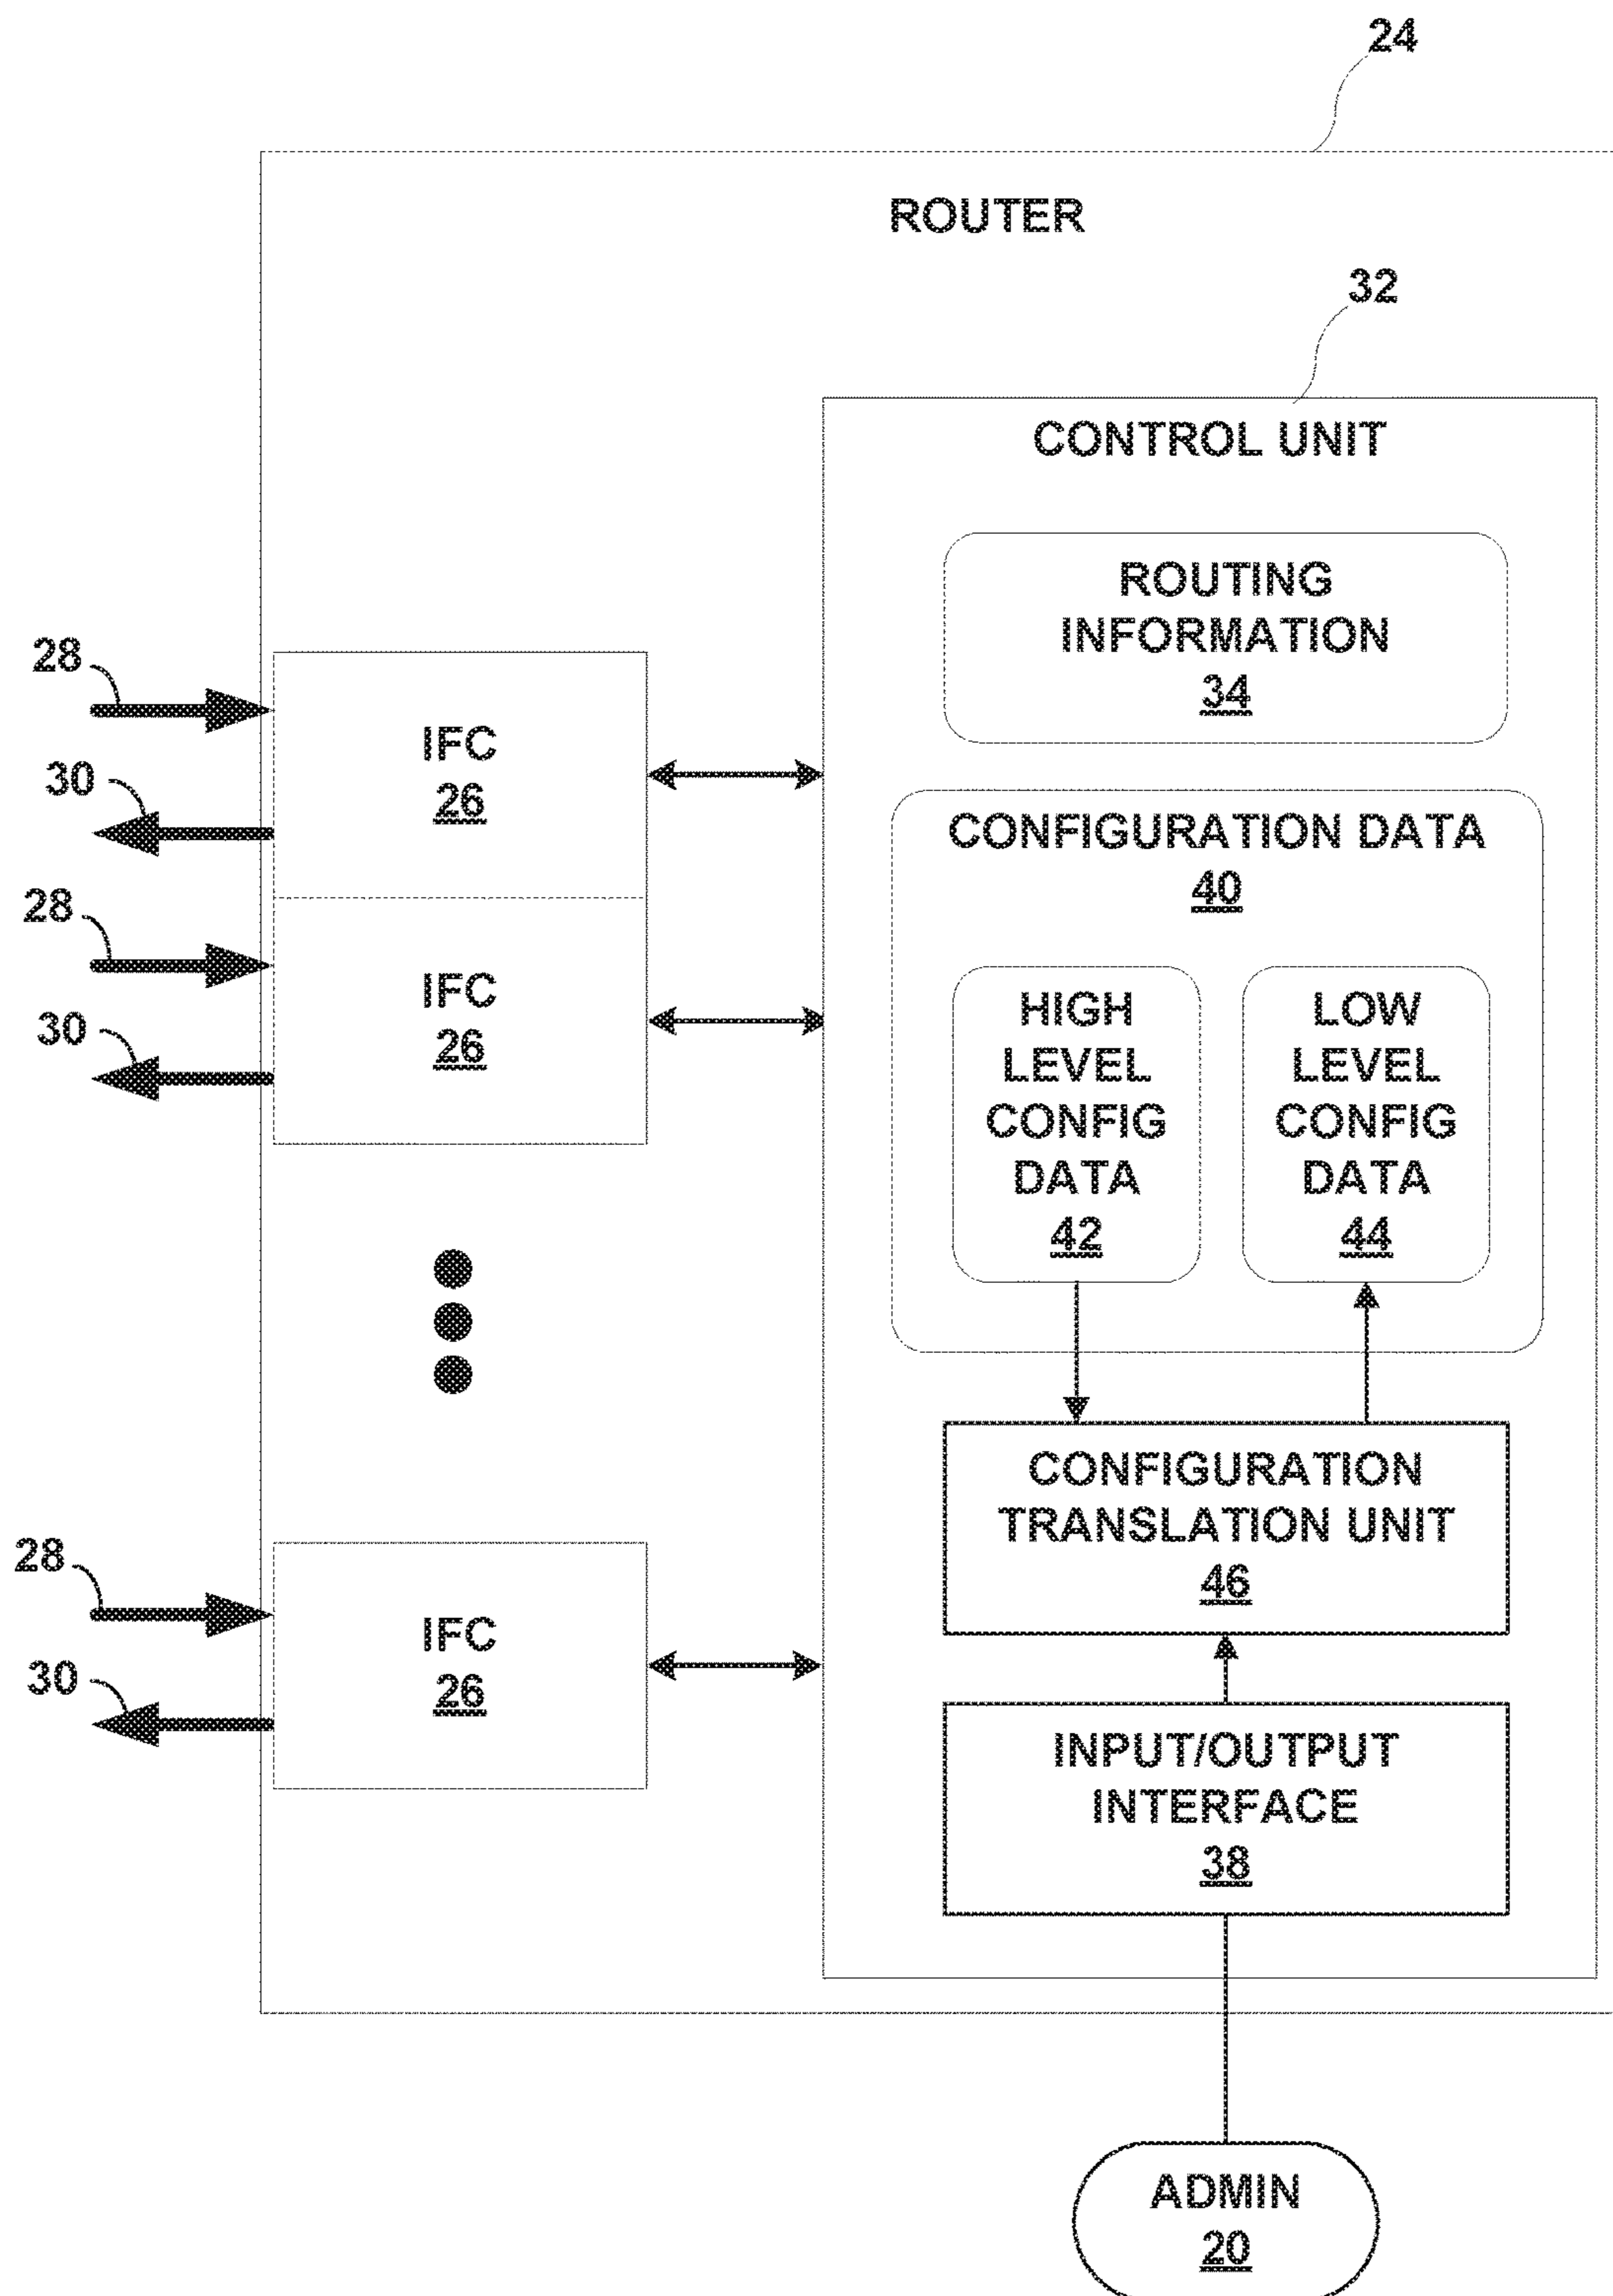 24
ROUTER
32
CONTROL UNIT
ROUTING
INFORMATION
34
28
IFC
26
30
CONFIGURATION DATA
40
28
IFC
26
30
HIGH
LEVEL
CONFIG
DATA
42
LOW
LEVEL
CONFIG
DATA
44
CONFIGURATION
TRANSLATION UNIT
46
28
IFC
26
30
INPUT/OUTPUT
INTERFACE
38
ADMIN
20